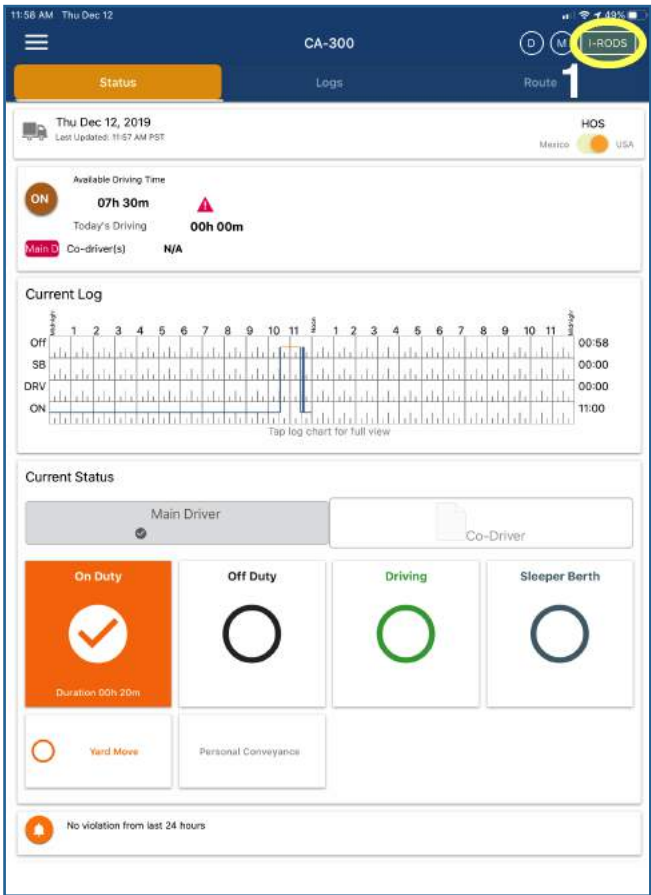 11:58 AM Thu Dec 12 49%
CA-300 D M I-RODS
Status Logs Route 1
Thu Dec 12, 2019 HOS
Last Updated: 11:57 AM PST Mexico USA
Available Driving Time
ON 07h 30m
Today's Driving 00h 00m
Main D Co-driver(s) N/A
Current Log
Midnight 1 2 3 4 5 6 7 8 9 10 11 Noon 1 2 3 4 5 6 7 8 9 10 11 Midnight
Off 00:58
SB 00:00
DRV 00:00
ON 11:00
Tap log chart for full view
Current Status
Main Driver
Co-Driver
On Duty Off Duty Driving Sleeper Berth
Duration 00h 20m
Yard Move Personal Conveyance
No violation from last 24 hours